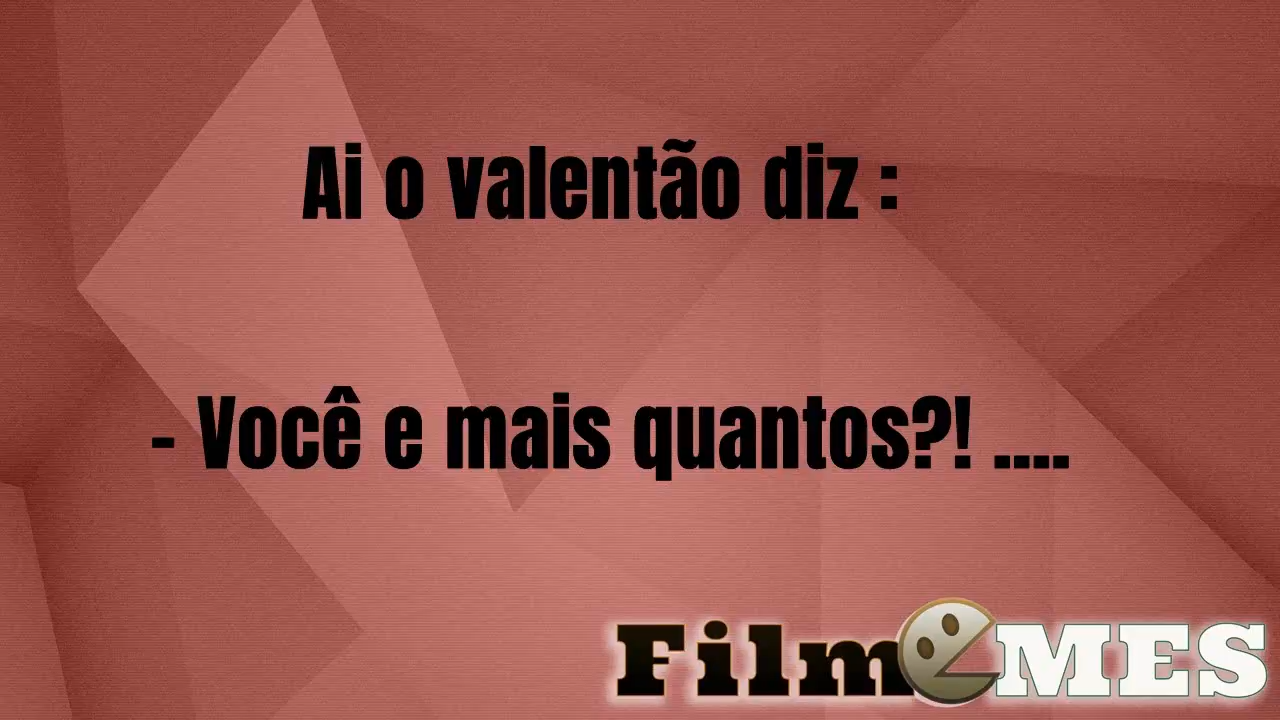 Ai o valentão diz :
- Você e mais quantos?! ....
FilmeMES